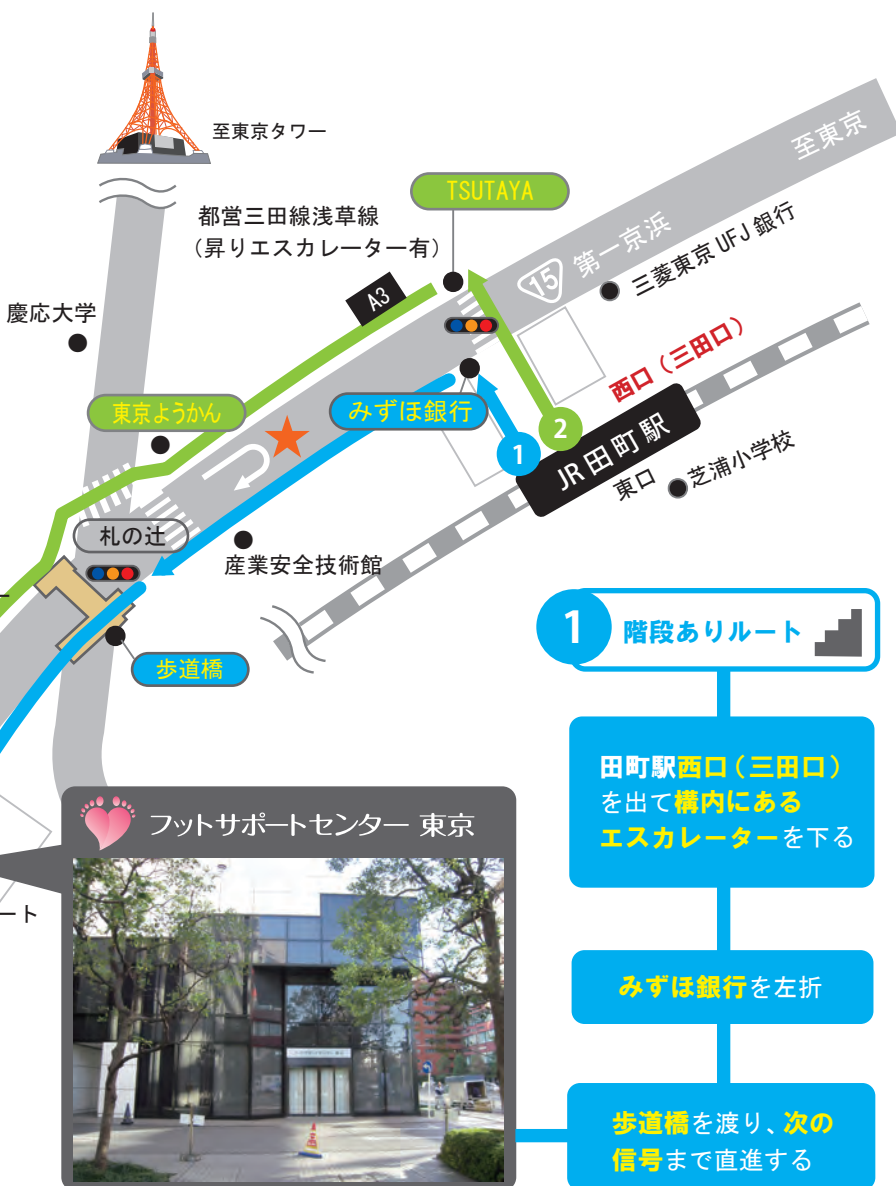 至東京タワー
至東京
TSUTAYA
都営三田線浅草線
（昇りエスカレーター有）
15
第一京浜
三菱東京UFJ銀行
A3
慶応大学
西口（三田口）
東京ようかん
みずほ銀行
2
1
JR田町駅
東口
芝浦小学校
札の辻
産業安全技術館
ー
歩道橋
1 階段ありルート
田町駅西口（三田口）
を出て構内にある
エスカレーターを下る
フットサポートセンター 東京
ート
みずほ銀行を左折
歩道橋を渡り、次の
信号まで直進する